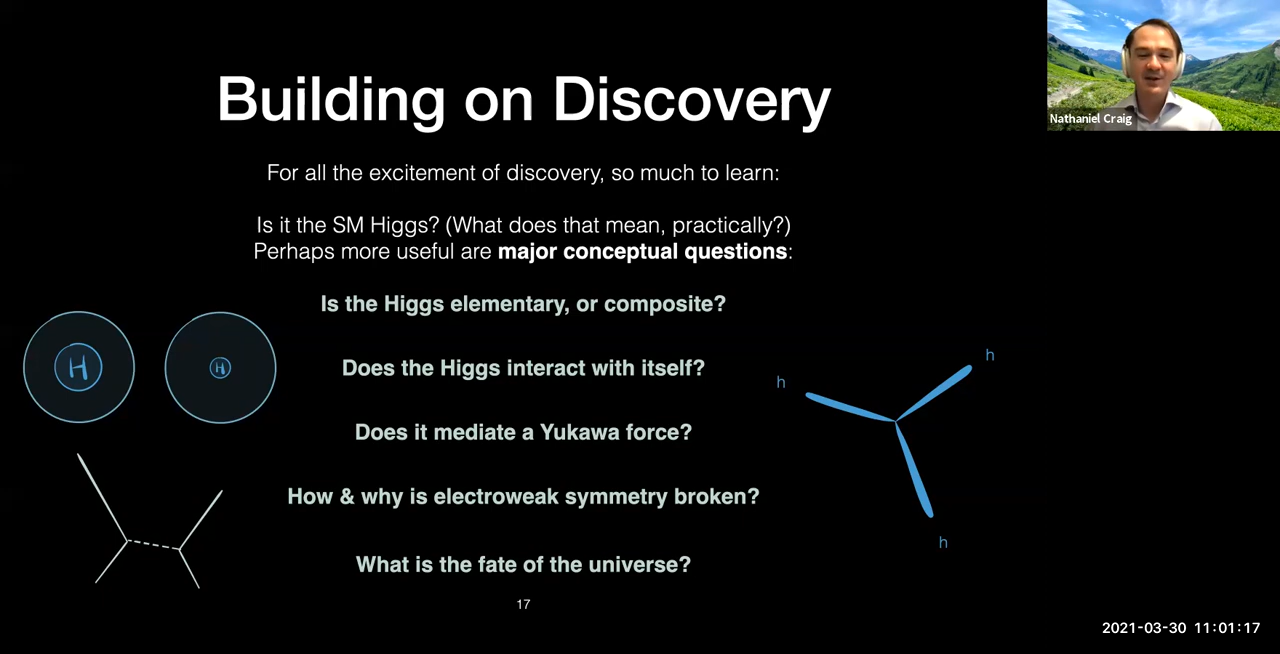 Building on Discovery
Nathaniel Craig
For all the excitement of discovery, so much to learn:
Is it the SM Higgs? (What does that mean, practically?)
Perhaps more useful are major conceptual questions:
Is the Higgs elementary, or composite?
H
H
Does the Higgs interact with itself?
h
h
Does it mediate a Yukawa force?
How & why is electroweak symmetry broken?
h
What is the fate of the universe?
17
2021-03-30 11:01:17